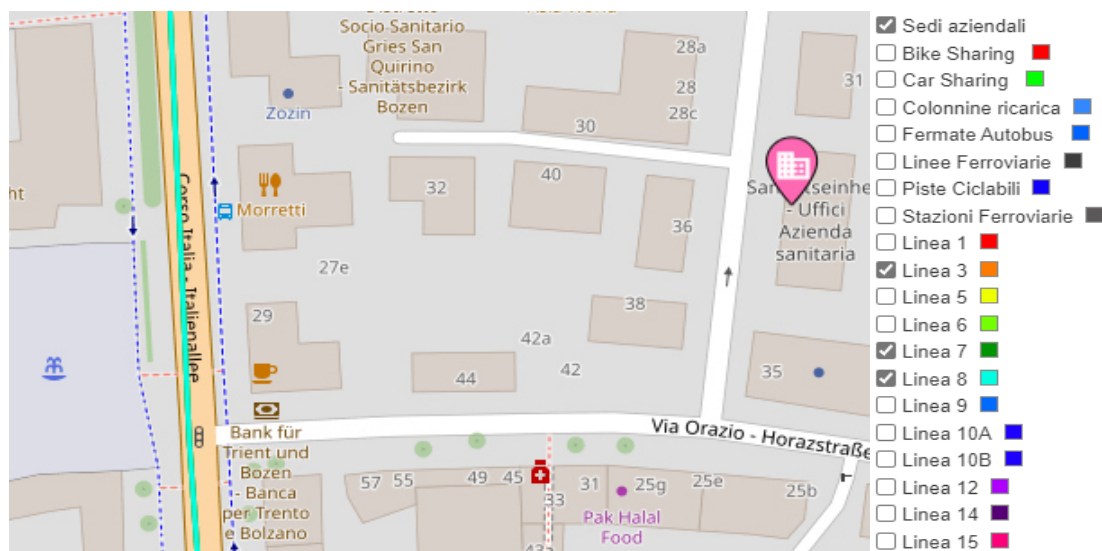 Socio Sanitario
Gries San
Quirino
- Sanitätsbezirk
Bozen
Zozin
Morretti
Corso Italia - Italienallee
ht
28a
28
28c
30
31
32
40
36
27e
38
29
42a
42
44
35
Uffici
Azienda
sanitaria
Via Orazio - Horazstraße
Bank für
Trient und
Bozen
- Banca
per Trento
e Bolzano
57
55
49
45
33
31
25g
25e
25b
43a
Pak Halal
Food
Sedi aziendali
Bike Sharing
Car Sharing
Colonnine ricarica
Fermate Autobus
Linee Ferroviarie
Piste Ciclabili
Stazioni Ferroviarie
Linea 1
Linea 3
Linea 5
Linea 6
Linea 7
Linea 8
Linea 9
Linea 10A
Linea 10B
Linea 12
Linea 14
Linea 15